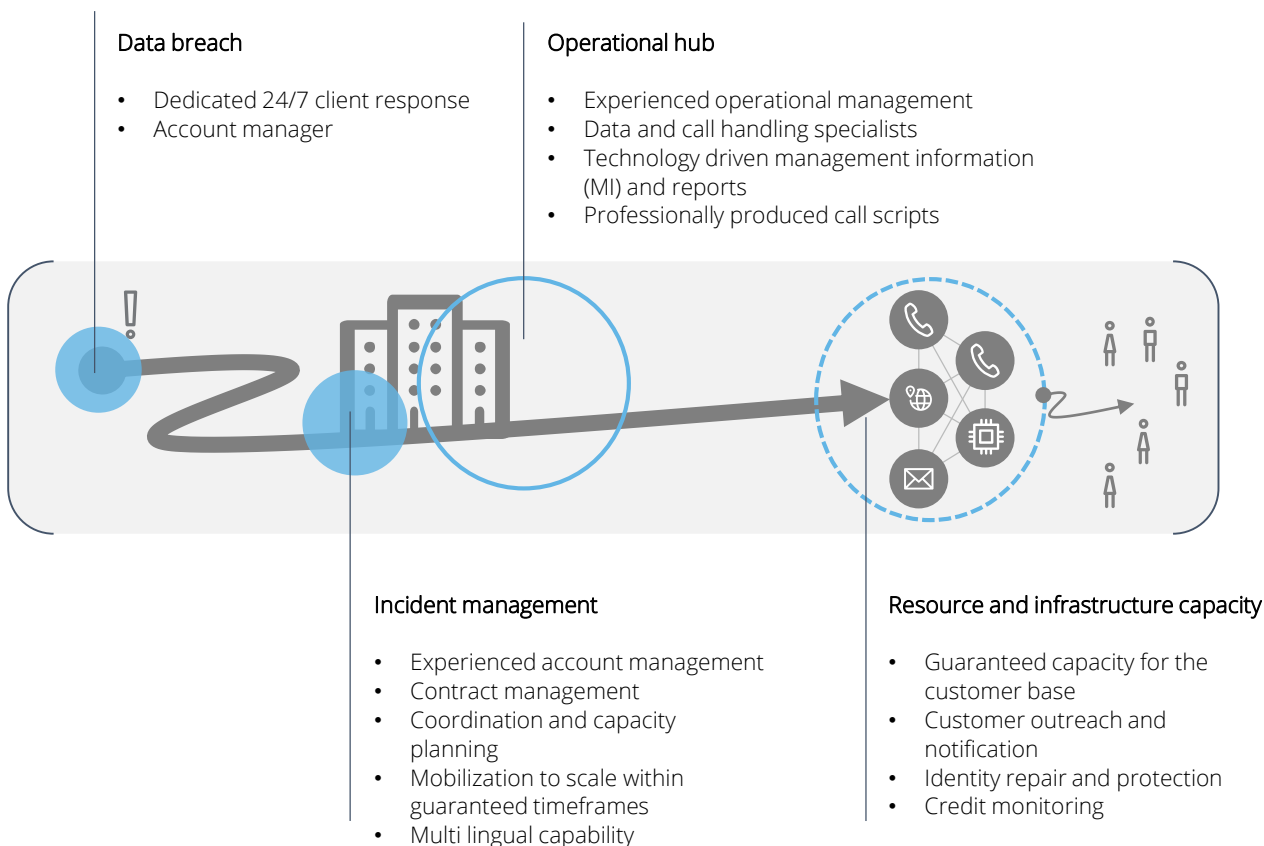 Data breach
• Dedicated 24/7 client response
• Account manager
Operational hub
• Experienced operational management
• Data and call handling specialists
• Technology driven management information
(MI) and reports
• Professionally produced call scripts
!
Incident management
• Experienced account management
• Contract management
• Coordination and capacity
planning
• Mobilization to scale within
guaranteed timeframes
• Multi lingual capability
Resource and infrastructure capacity
• Guaranteed capacity for the
customer base
• Customer outreach and
notification
• Identity repair and protection
• Credit monitoring